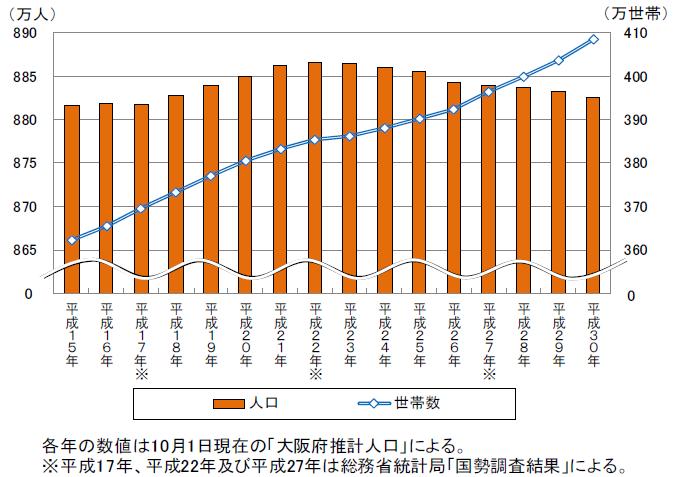 (万人)
(万世帯)
890
885
880
875
870
865
0
410
400
390
380
370
360
0
平成15年
平成16年
平成17年※
平成18年
平成19年
平成20年
平成21年
平成22年※
平成23年
平成24年
平成25年
平成26年
平成27年※
平成28年
平成29年
平成30年
人口
世帯数
各年の数値は10月1日現在の｢大阪府推計人口｣による。
※平成17年、平成22年及び平成27年は総務省統計局｢国勢調査結果｣による。